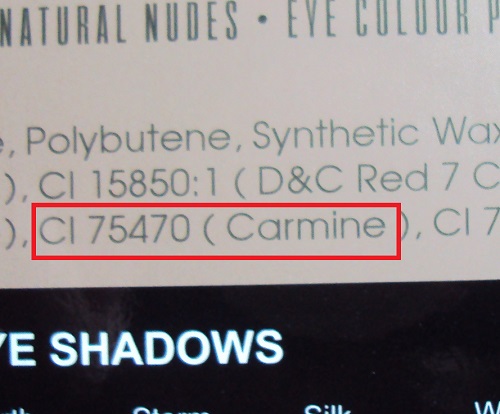 NATURAL NUDES • EYE COLOUR
, Polybutene, Synthetic Wax
), CI 15850:1 ( D&C Red 7 C
), CI 75470 ( Carmine ), CI 7
EYE SHADOWS
Storm Silk